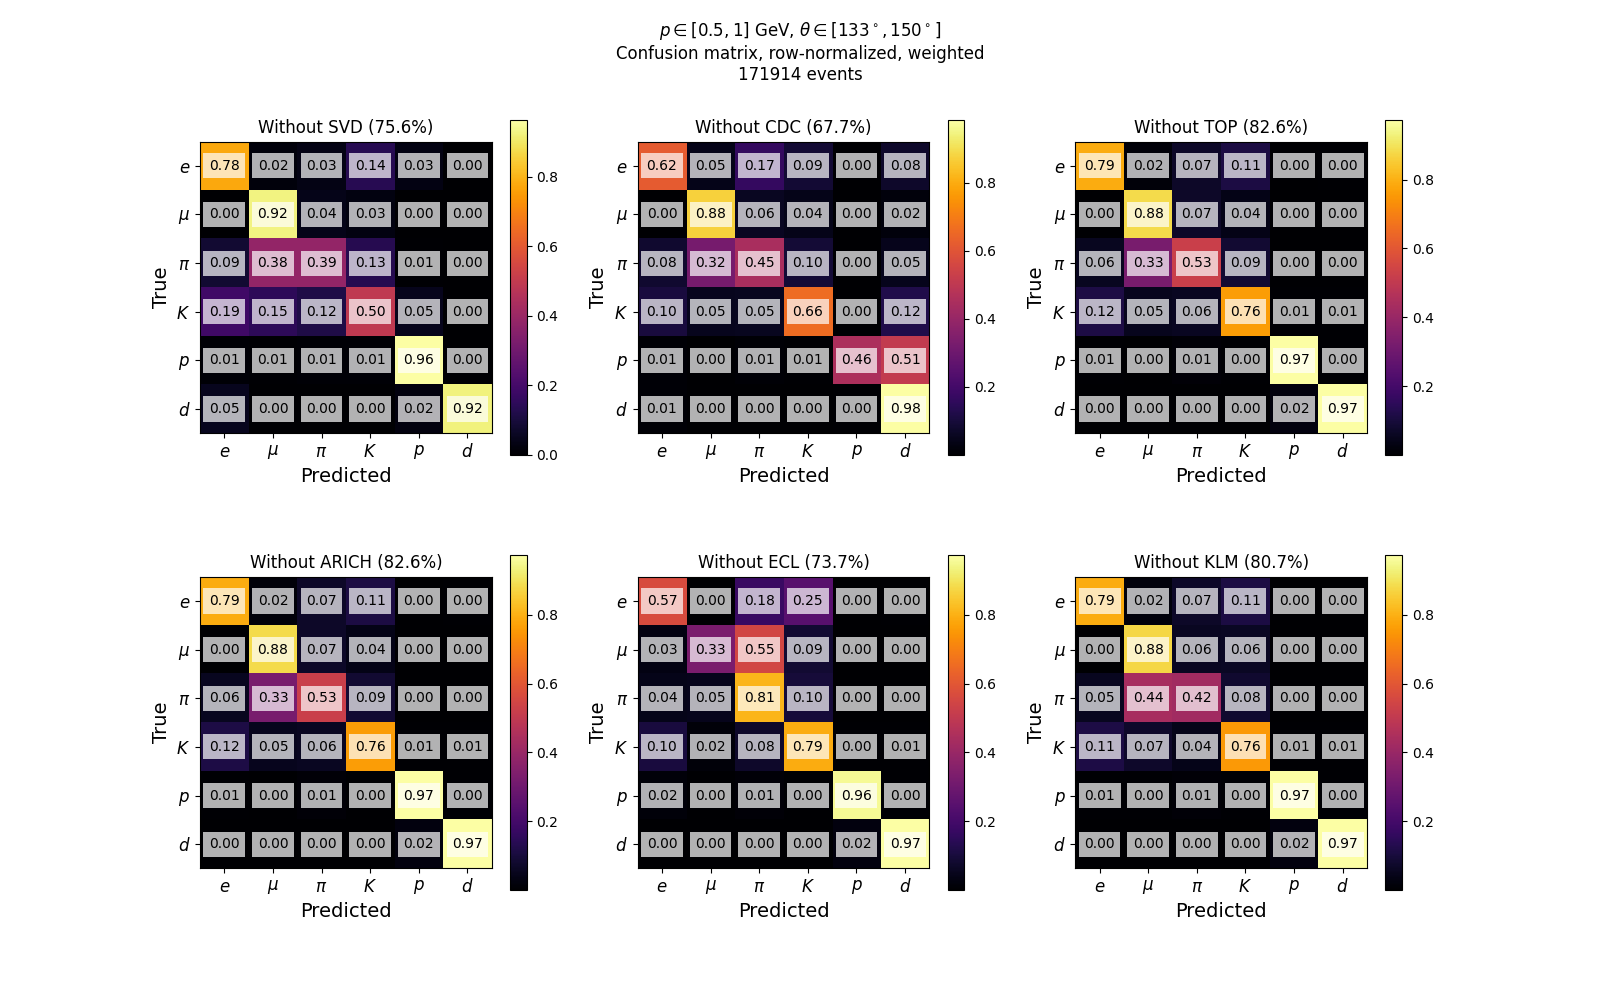 p ∈ [0.5, 1] GeV, θ ∈ [133°, 150°]
Confusion matrix, row-normalized, weighted
171914 events
Without SVD (75.6%)
e 0.78 0.02 0.03 0.14 0.03 0.00
μ 0.00 0.92 0.04 0.03 0.00 0.00
π 0.09 0.38 0.39 0.13 0.01 0.00
K 0.19 0.15 0.12 0.50 0.05 0.00
p 0.01 0.01 0.01 0.01 0.96 0.00
d 0.05 0.00 0.00 0.00 0.02 0.92
e μ π K p d
Predicted
True
0.8
0.6
0.4
0.2
0.0
Without CDC (67.7%)
e 0.62 0.05 0.17 0.09 0.00 0.08
μ 0.00 0.88 0.06 0.04 0.00 0.02
π 0.08 0.32 0.45 0.10 0.00 0.05
K 0.10 0.05 0.05 0.66 0.00 0.12
p 0.01 0.00 0.01 0.01 0.46 0.51
d 0.01 0.00 0.00 0.00 0.00 0.98
e μ π K p d
Predicted
True
0.8
0.6
0.4
0.2
Without TOP (82.6%)
e 0.79 0.02 0.07 0.11 0.00 0.00
μ 0.00 0.88 0.07 0.04 0.00 0.00
π 0.06 0.33 0.53 0.09 0.00 0.00
K 0.12 0.05 0.06 0.76 0.01 0.01
p 0.01 0.00 0.01 0.00 0.97 0.00
d 0.00 0.00 0.00 0.00 0.02 0.97
e μ π K p d
Predicted
True
0.8
0.6
0.4
0.2
Without ARICH (82.6%)
e 0.79 0.02 0.07 0.11 0.00 0.00
μ 0.00 0.88 0.07 0.04 0.00 0.00
π 0.06 0.33 0.53 0.09 0.00 0.00
K 0.12 0.05 0.06 0.76 0.01 0.01
p 0.01 0.00 0.01 0.00 0.97 0.00
d 0.00 0.00 0.00 0.00 0.02 0.97
e μ π K p d
Predicted
True
0.8
0.6
0.4
0.2
Without ECL (73.7%)
e 0.57 0.00 0.18 0.25 0.00 0.00
μ 0.03 0.33 0.55 0.09 0.00 0.00
π 0.04 0.05 0.81 0.10 0.00 0.00
K 0.10 0.02 0.08 0.79 0.00 0.01
p 0.02 0.00 0.01 0.00 0.96 0.00
d 0.00 0.00 0.00 0.00 0.02 0.97
e μ π K p d
Predicted
True
0.8
0.6
0.4
0.2
Without KLM (80.7%)
e 0.79 0.02 0.07 0.11 0.00 0.00
μ 0.00 0.88 0.06 0.06 0.00 0.00
π 0.05 0.44 0.42 0.08 0.00 0.00
K 0.11 0.07 0.04 0.76 0.01 0.01
p 0.01 0.00 0.01 0.00 0.97 0.00
d 0.00 0.00 0.00 0.00 0.02 0.97
e μ π K p d
Predicted
True
0.8
0.6
0.4
0.2